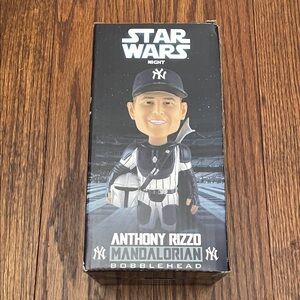 STAR
WARS
NIGHT
NY
ANTHONY RIZZO
NY MANDALORIAN NY
BOBBLEHEAD